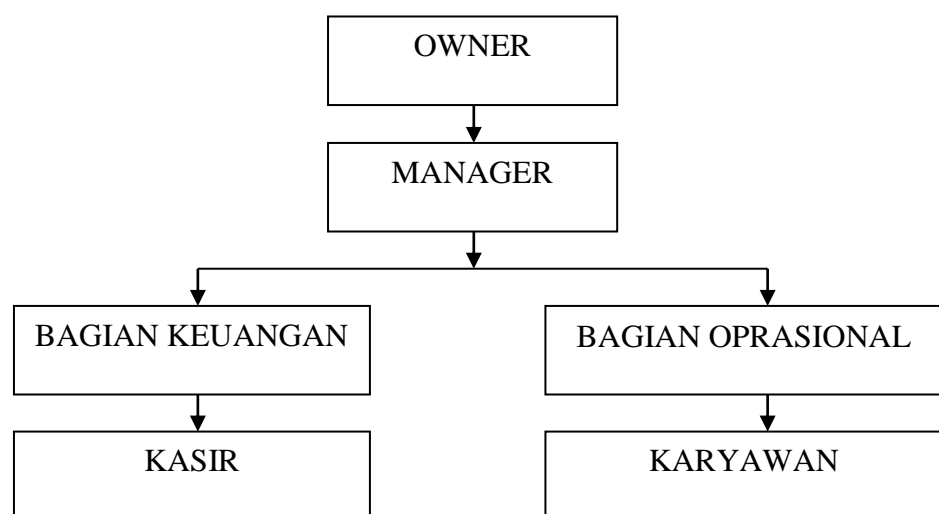 OWNER
MANAGER
BAGIAN KEUANGAN
BAGIAN OPRASIONAL
KASIR
KARYAWAN